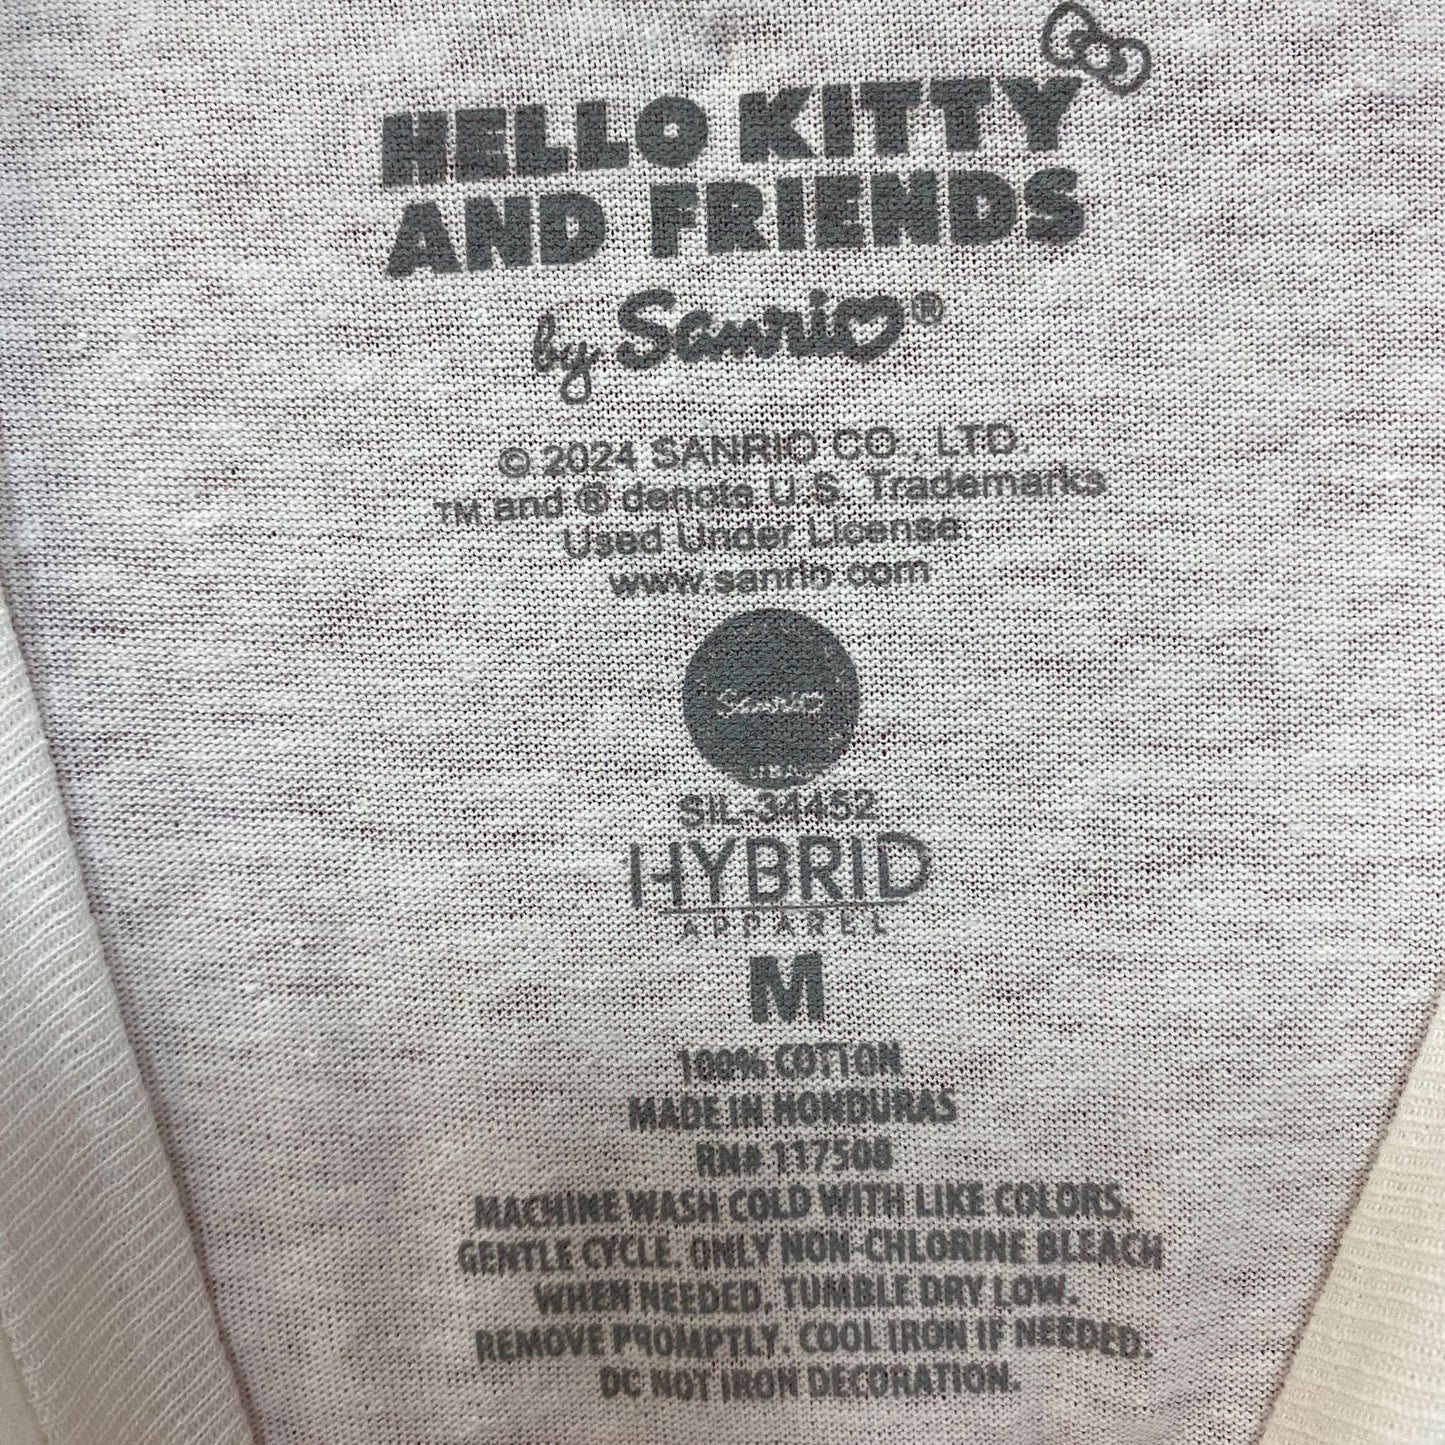 HELLO KITTY
AND FRIENDS
by Sanrio®
© 2024 SANRIO CO., LTD.
TM and ® denote U.S. Trademarks
Used Under License.
www.sanrio.com
Sanrio
SIL-34452
HYBRID
APPAREL
M
100% COTTON
MADE IN HONDURAS
RN# 117508
MACHINE WASH COLD WITH LIKE COLORS,
GENTLE CYCLE. ONLY NON-CHLORINE BLEACH
WHEN NEEDED. TUMBLE DRY LOW.
REMOVE PROMPTLY. COOL IRON IF NEEDED.
DO NOT IRON DECORATION.